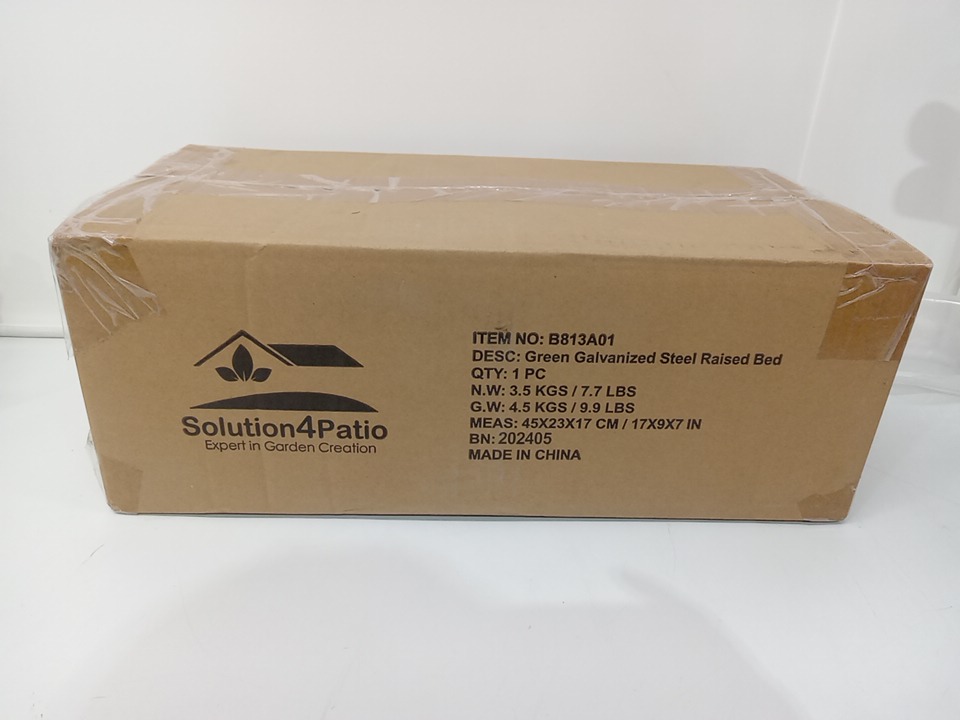 Solution4Patio
Expert in Garden Creation
ITEM NO: B813A01
DESC: Green Galvanized Steel Raised Bed
QTY: 1 PC
N.W: 3.5 KGS / 7.7 LBS
G.W: 4.5 KGS / 9.9 LBS
MEAS: 45X23X17 CM / 17X9X7 IN
BN: 202405
MADE IN CHINA